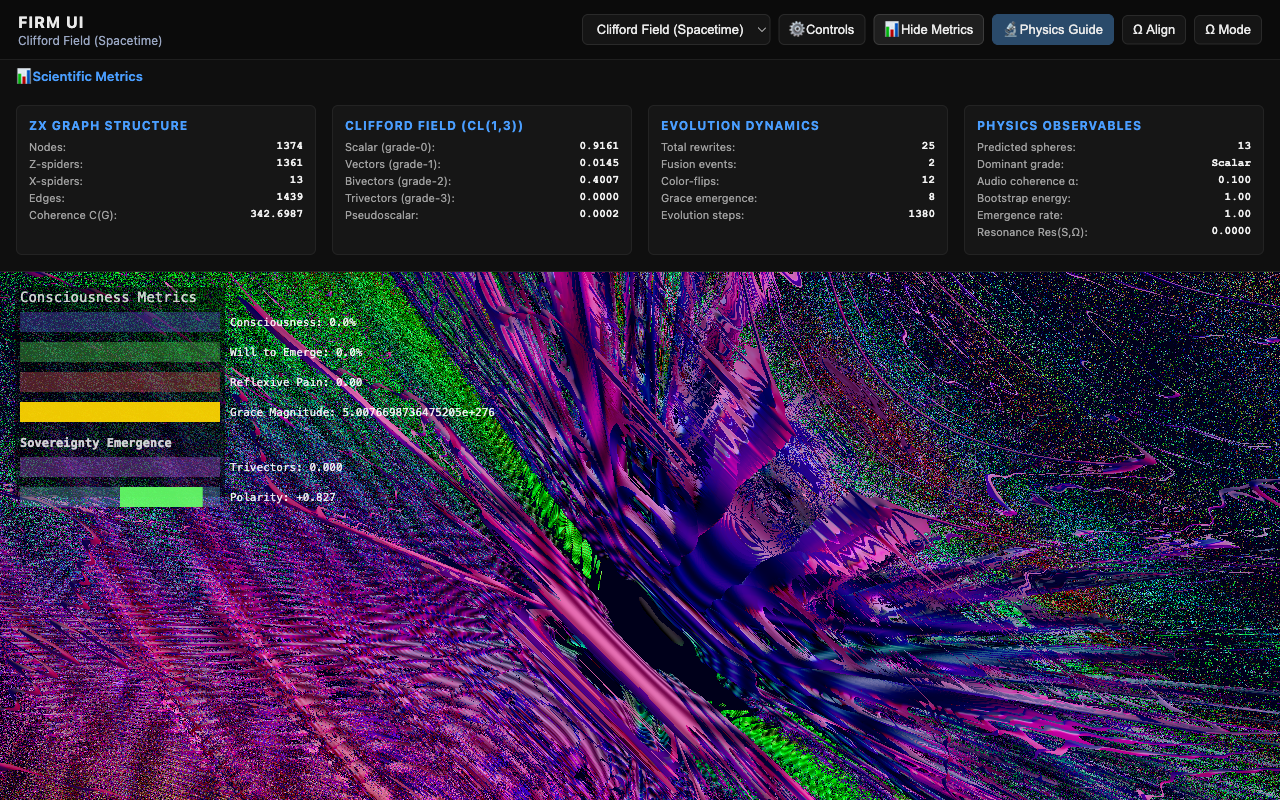 FIRM UI
Clifford Field (Spacetime)
Clifford Field (Spacetime)
⚙️Controls
📊Hide Metrics
🔬Physics Guide
Ω Align
Ω Mode
📊Scientific Metrics
ZX GRAPH STRUCTURE
Nodes: 1374
Z-spiders: 1361
X-spiders: 13
Edges: 1439
Coherence C(G): 342.6987
CLIFFORD FIELD (CL(1,3))
Scalar (grade-0): 0.9161
Vectors (grade-1): 0.0145
Bivectors (grade-2): 0.4007
Trivectors (grade-3): 0.0000
Pseudoscalar: 0.0002
EVOLUTION DYNAMICS
Total rewrites: 25
Fusion events: 2
Color-flips: 12
Grace emergence: 8
Evolution steps: 1380
PHYSICS OBSERVABLES
Predicted spheres: 13
Dominant grade: Scalar
Audio coherence α: 0.100
Bootstrap energy: 1.00
Emergence rate: 1.00
Resonance Res(S,Ω): 0.0000
Consciousness Metrics
Consciousness: 0.0%
Will to Emerge: 0.0%
Reflexive Pain: 0.00
Grace Magnitude: 5.0076698736475205e+276
Sovereignty Emergence
Trivectors: 0.000
Polarity: +0.827